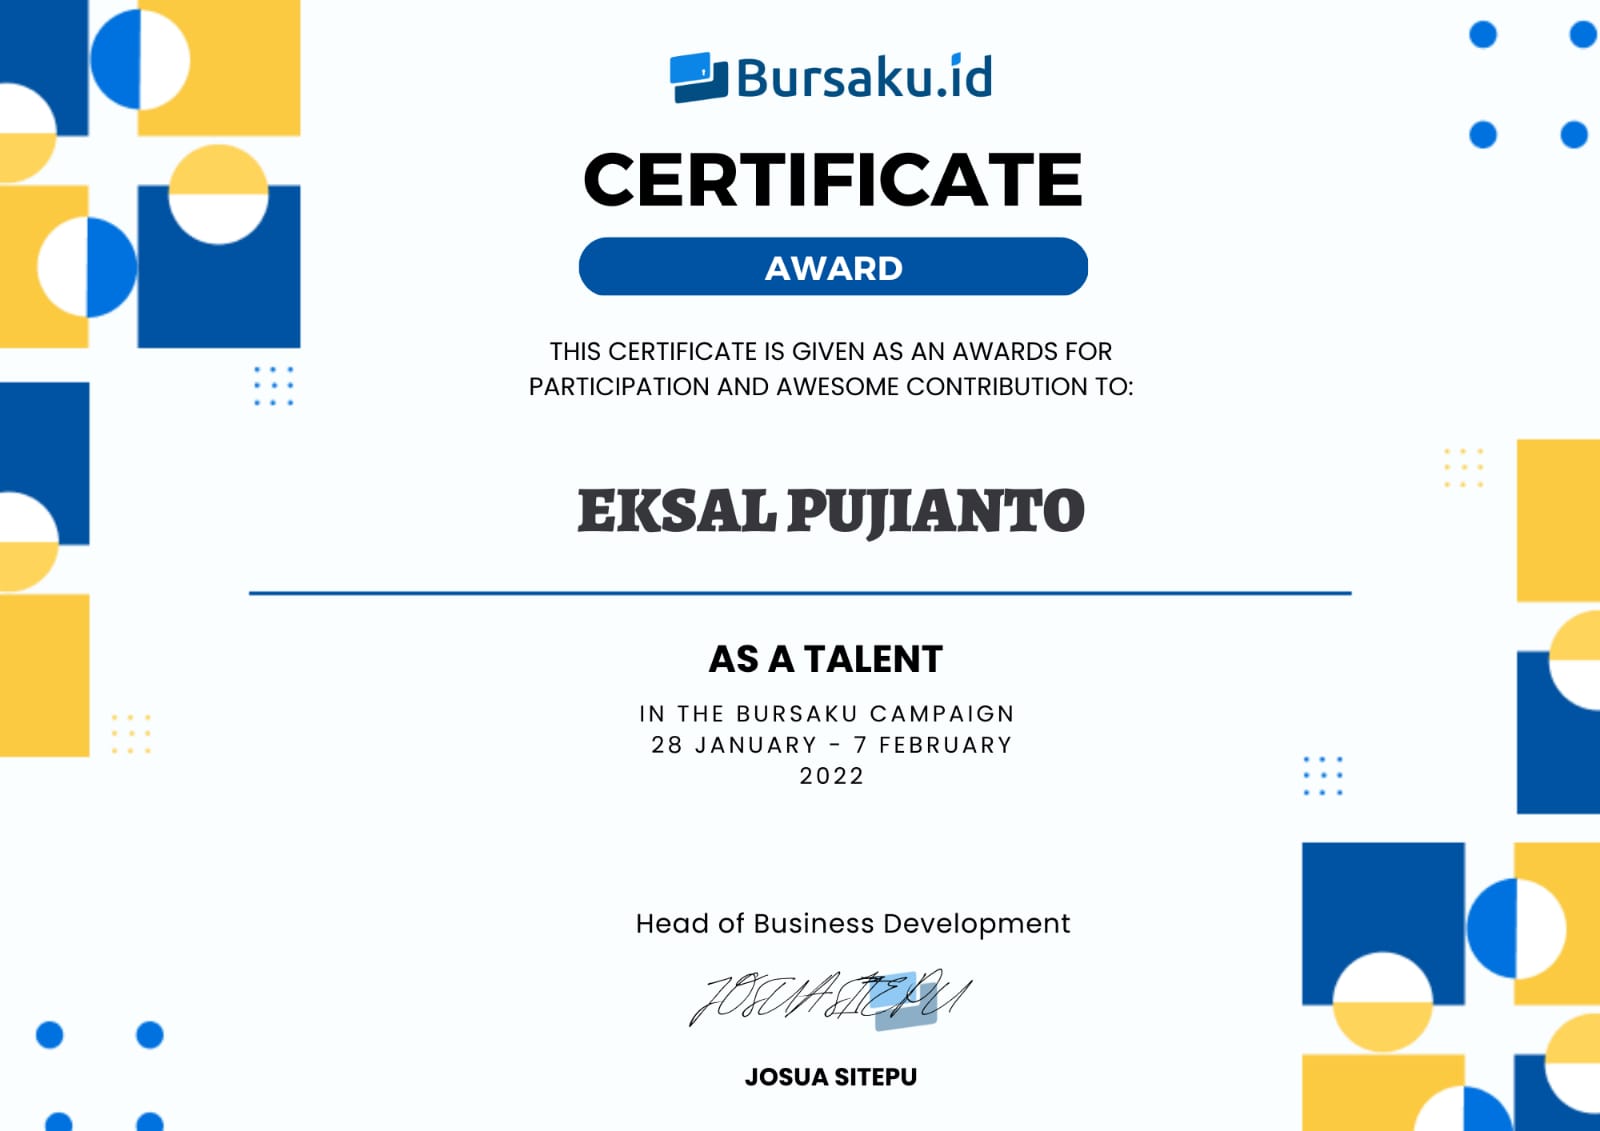 Bursaku.id
CERTIFICATE
AWARD
THIS CERTIFICATE IS GIVEN AS AN AWARDS FOR
PARTICIPATION AND AWESOME CONTRIBUTION TO:
EKSAL PUJIANTO
AS A TALENT
IN THE BURSAKU CAMPAIGN
28 JANUARY - 7 FEBRUARY
2022
Head of Business Development
JOSUA SITEPU
JOSUA SITEPU